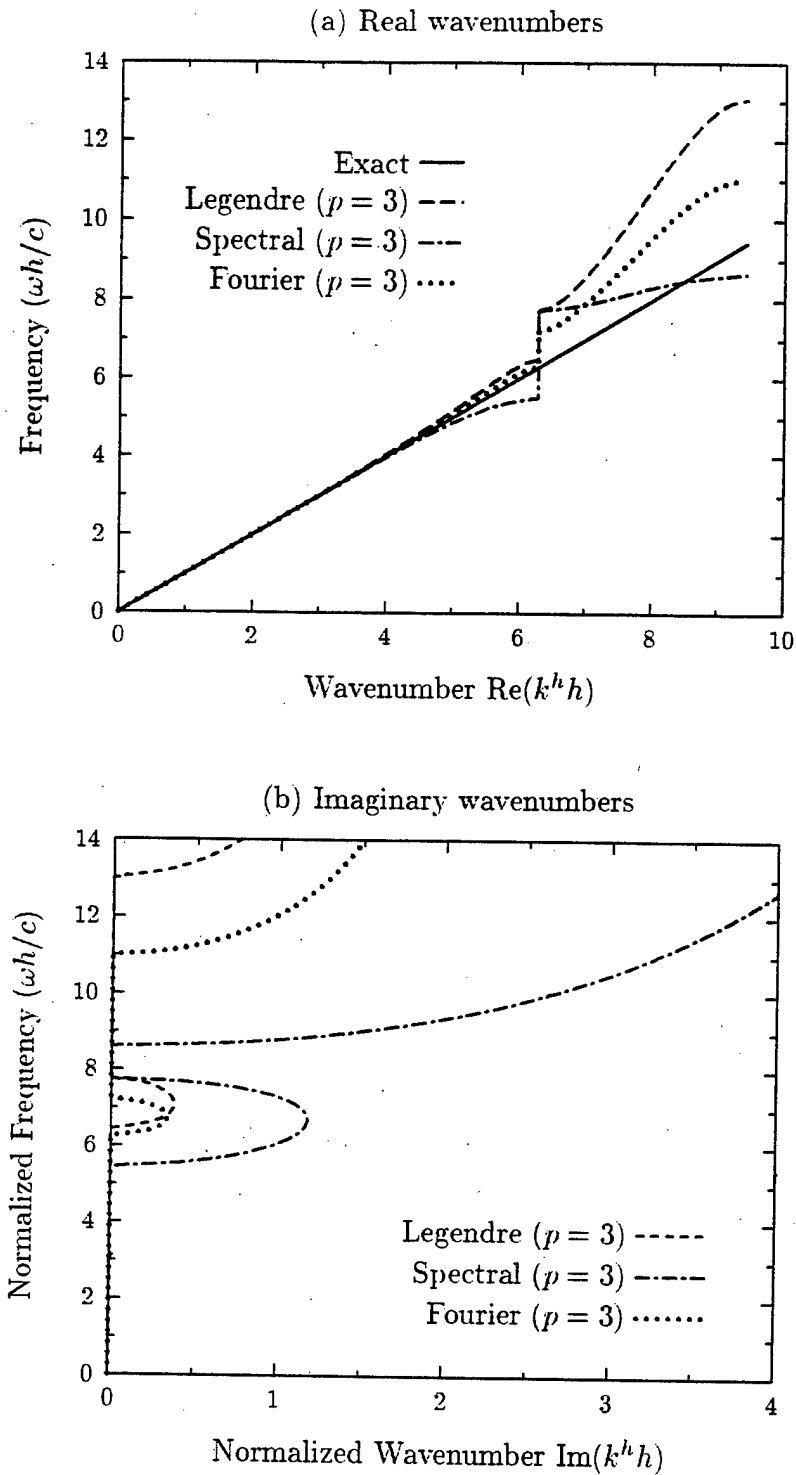 (a) Real wavenumbers
14
12
10
8
6
4
2
0
Frequency (ωh/c)
Exact
Legendre (p = 3)
Spectral (p = 3)
Fourier (p = 3)
0 2 4 6 8 10
Wavenumber Re(kʰh)
(b) Imaginary wavenumbers
14
12
10
8
6
4
2
0
Normalized Frequency (ωh/c)
Legendre (p = 3)
Spectral (p = 3)
Fourier (p = 3)
0 1 2 3 4
Normalized Wavenumber Im(kʰh)